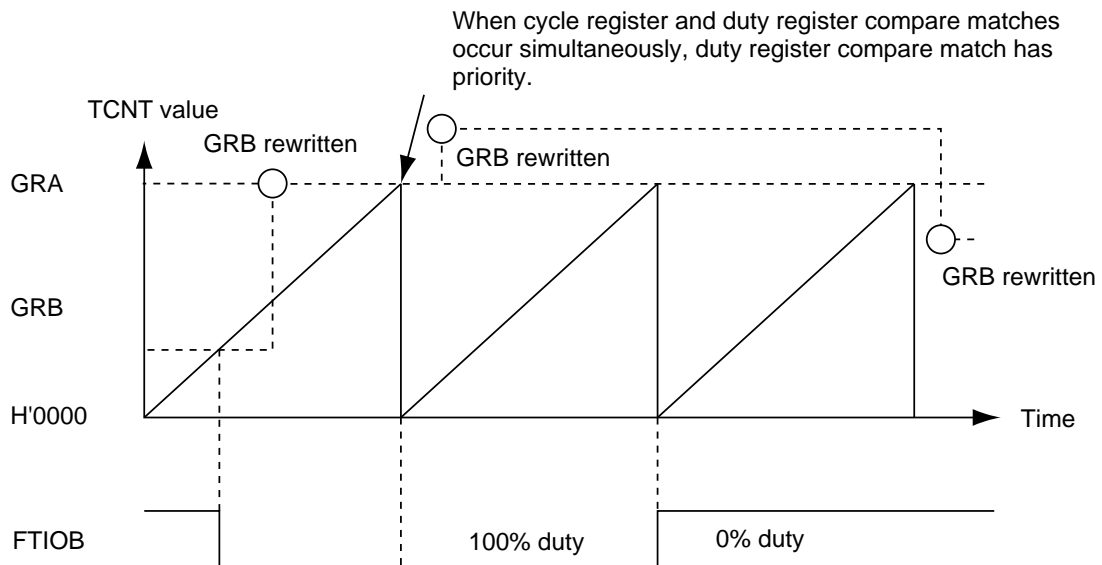 When cycle register and duty register compare matches
occur simultaneously, duty register compare match has
priority.
TCNT value
GRB rewritten
GRB rewritten
GRA
GRB rewritten
GRB
H'0000
Time
FTIOB
100% duty
0% duty